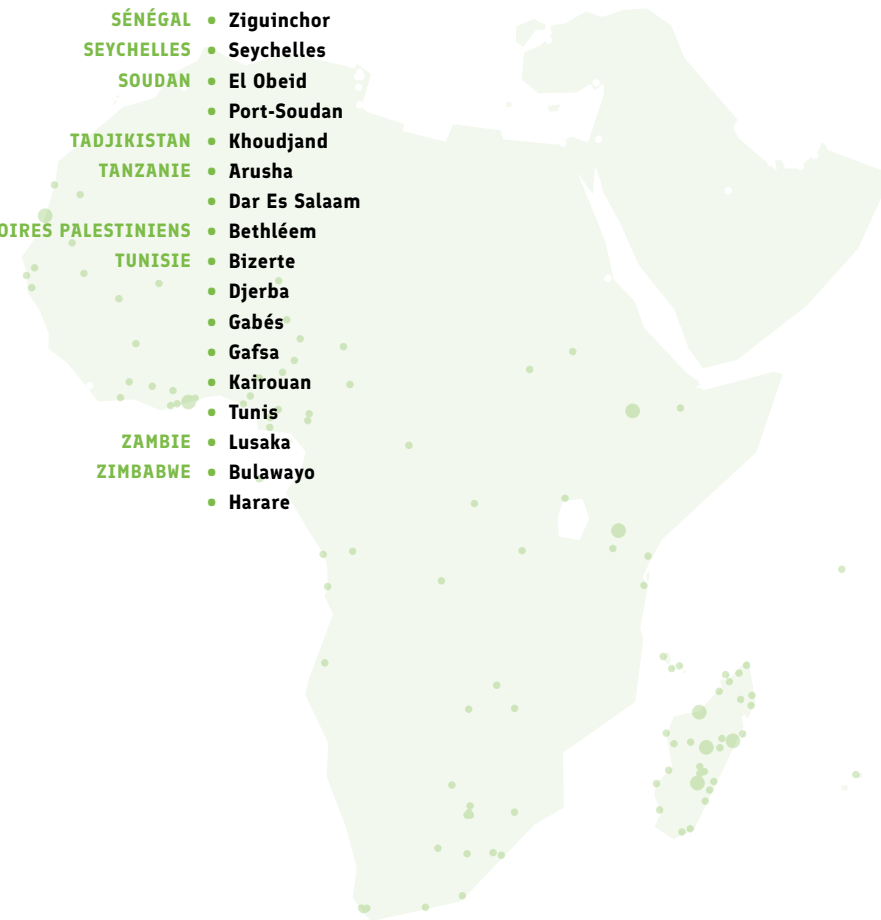 SÉNÉGAL • Ziguinchor
SEYCHELLES • Seychelles
SOUDAN • El Obeid
• Port-Soudan
TADJIKISTAN • Khoudjand
TANZANIE • Arusha
• Dar Es Salaam
OIRES PALESTINIENS • Bethléem
TUNISIE • Bizerte
• Djerba
• Gabés
• Gafsa
• Kairouan
• Tunis
ZAMBIE • Lusaka
ZIMBABWE • Bulawayo
• Harare